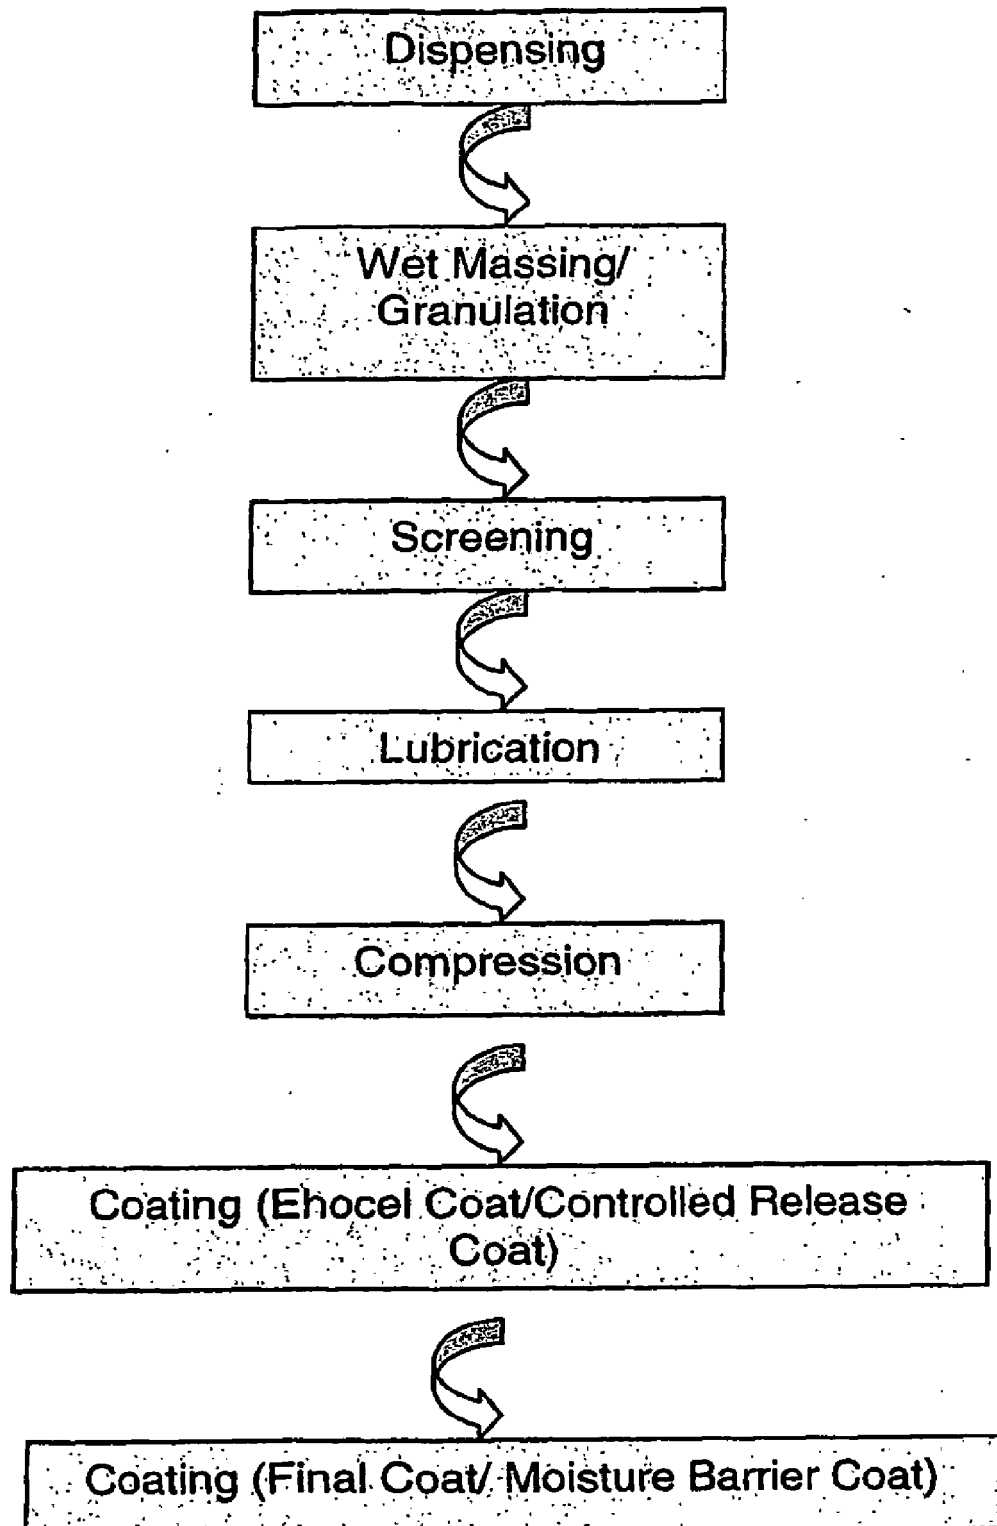 Dispensing
Wet Massing/
Granulation
Screening
Lubrication
Compression
Coating (Ehocel Coat/Controlled Release
Coat)
Coating (Final Coat/ Moisture Barrier Coat)